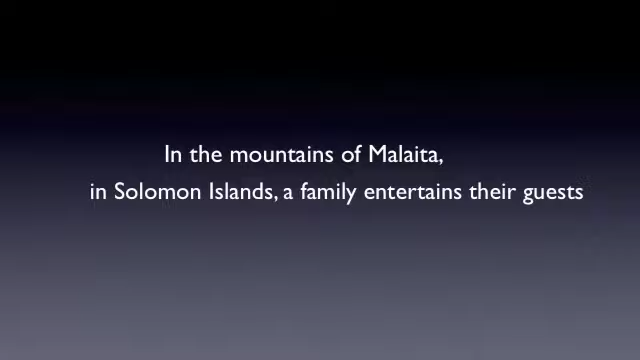 In the mountains of Malaita,
in Solomon Islands, a family entertains their guests